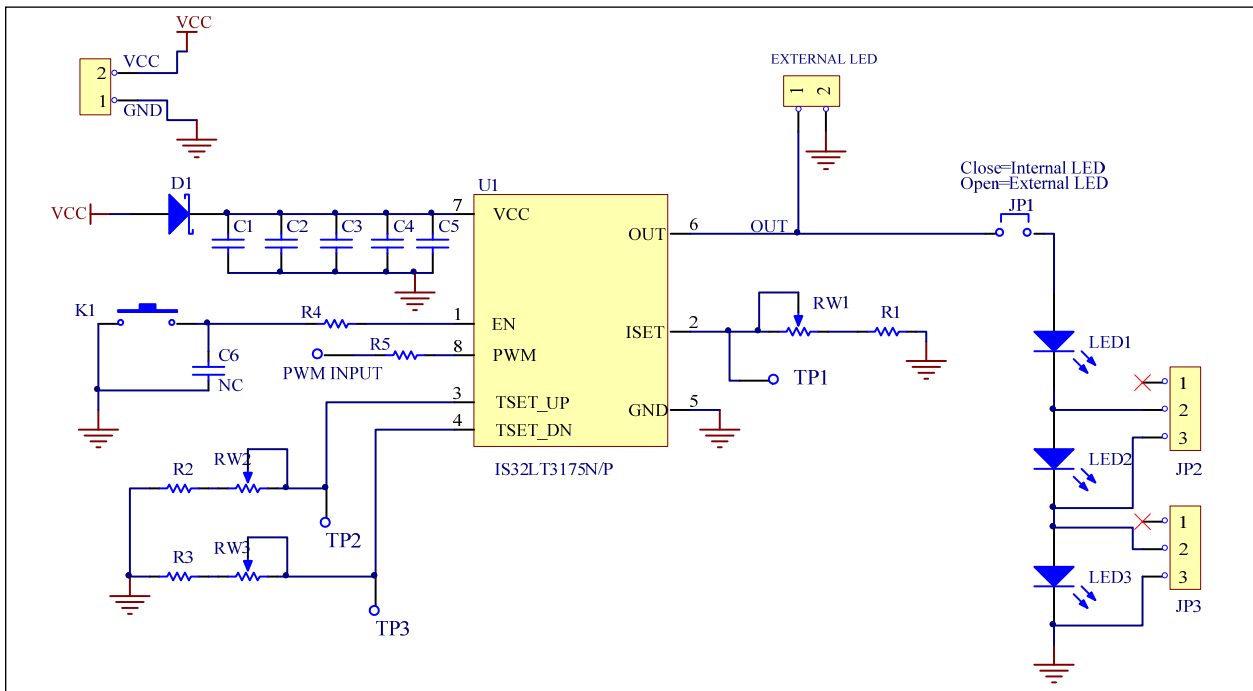 VCC
2 VCC
1 GND
EXTERNAL LED
1 2
Close=Internal LED
Open=External LED
JP1
D1
U1
VCC
7 VCC
C1 C2 C3 C4 C5
OUT 6 OUT
K1
R4
1 EN
ISET 2
RW1 R1
C6
NC
PWM INPUT
R5
8 PWM
TP1
LED1
3 TSET_UP
4 TSET_DN
GND 5
IS32LT3175N/P
1
2
3
JP2
LED2
R2 RW2
TP2
R3 RW3
TP3
1
2
3
JP3
LED3